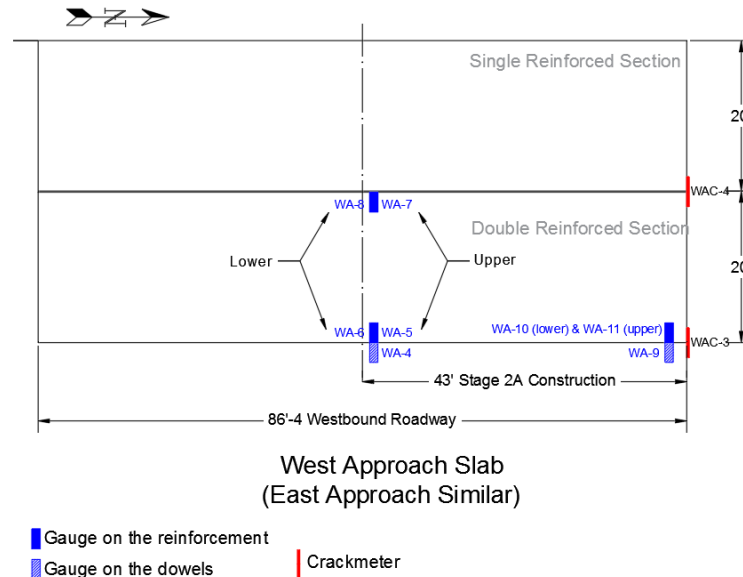 N
Single Reinforced Section
20
WAC-4
WA-8 WA-7
Double Reinforced Section
Lower
Upper
20
WA-6 WA-5
WA-10 (lower) & WA-11 (upper)
WAC-3
WA-4
WA-9
43' Stage 2A Construction
86'-4 Westbound Roadway
West Approach Slab
(East Approach Similar)
Gauge on the reinforcement
Gauge on the dowels
Crackmeter